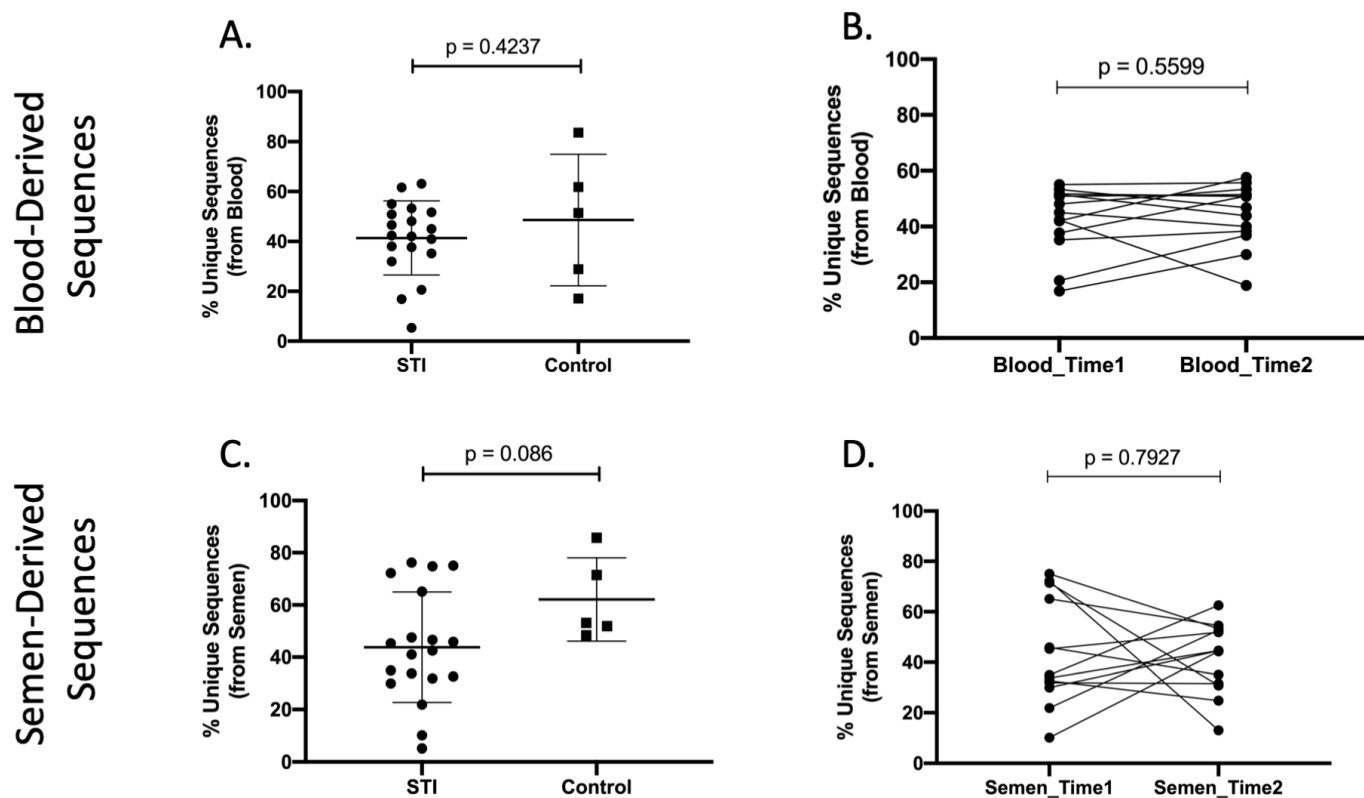 Blood-Derived
Sequences
A.
p = 0.4237
% Unique Sequences
(from Blood)
100
80
60
40
20
0
STI
Control
B.
p = 0.5599
% Unique Sequences
(from Blood)
100
80
60
40
20
0
Blood_Time1
Blood_Time2
Semen-Derived
Sequences
C.
p = 0.086
% Unique Sequences
(from Semen)
100
80
60
40
20
0
STI
Control
D.
p = 0.7927
% Unique Sequences
(from Semen)
100
80
60
40
20
0
Semen_Time1
Semen_Time2